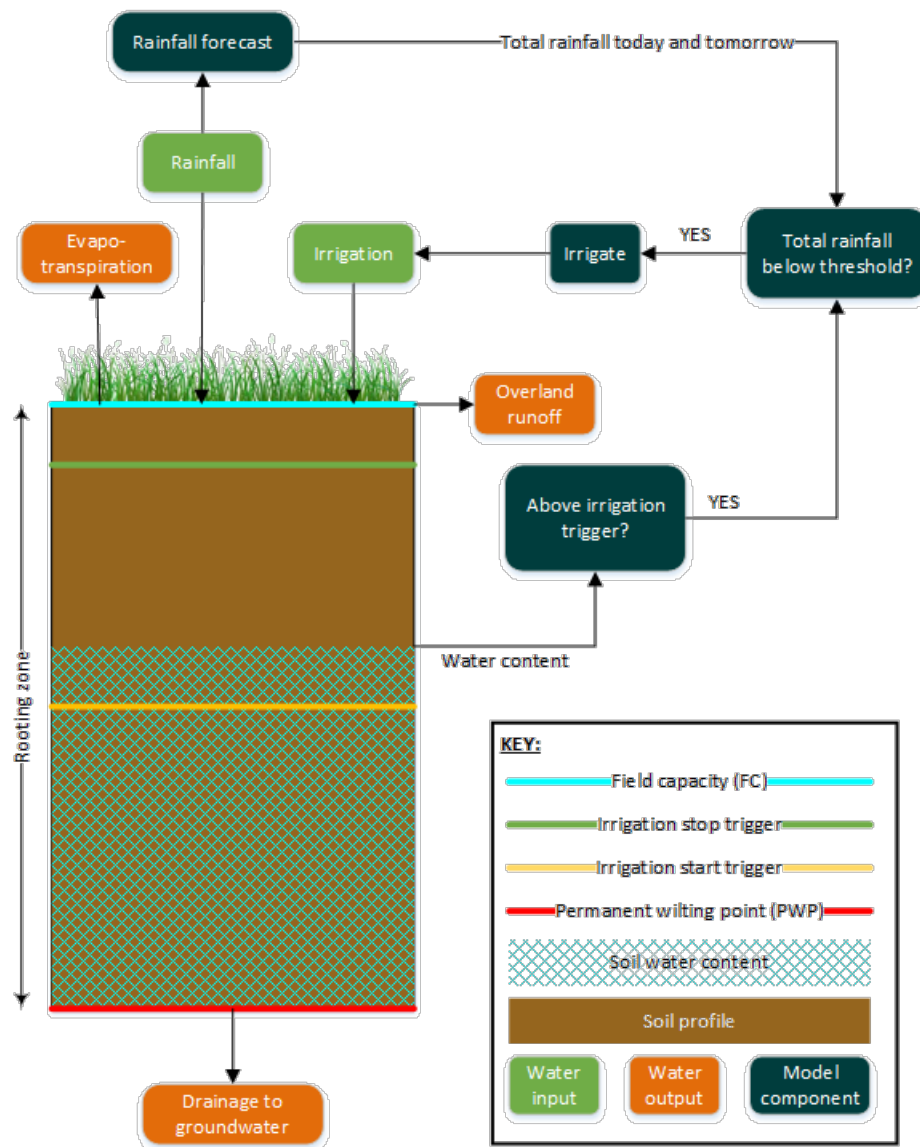 Rainfall forecast
Total rainfall today and tomorrow
Rainfall
Evapo-
transpiration
Irrigation
Irrigate
YES
Total rainfall
below threshold?
Overland
runoff
Above irrigation
trigger?
YES
Water content
Rooting zone
KEY:
Field capacity (FC)
Irrigation stop trigger
Irrigation start trigger
Permanent wilting point (PWP)
Soil water content
Soil profile
Water
input
Water
output
Model
component
Drainage to
groundwater